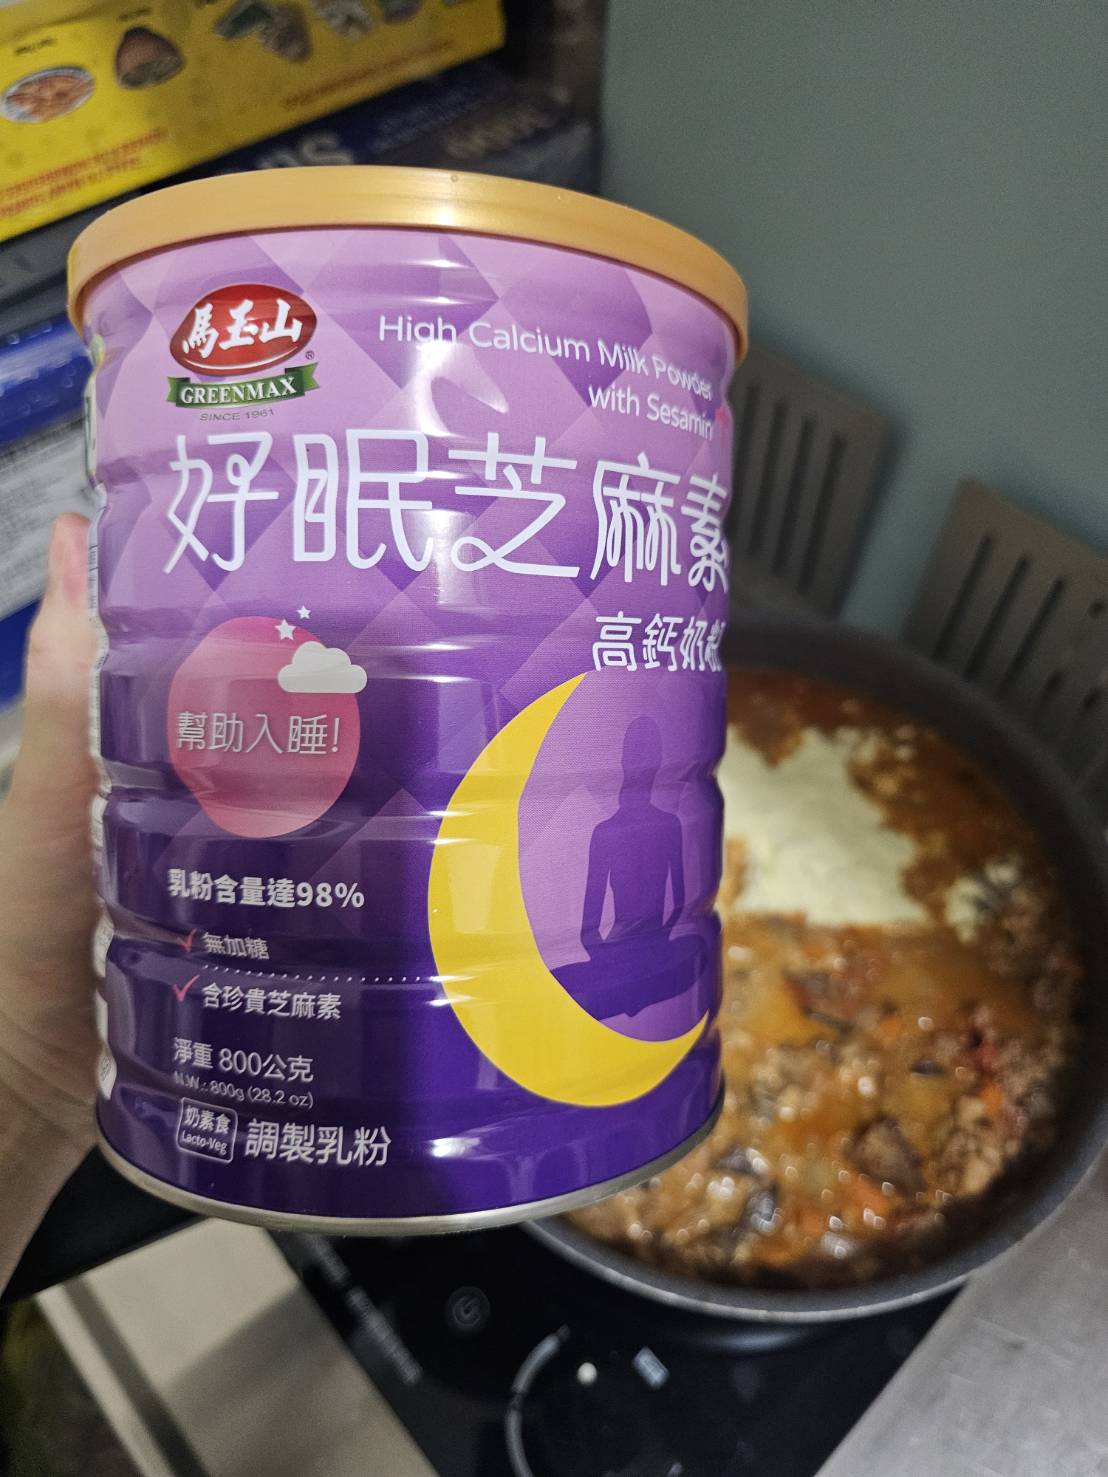 馬玉山
GREENMAX
SINCE 1961
High Calcium Milk Powder
with Sesamin
好眠芝麻素
高鈣奶
幫助入睡!
乳粉含量達98%
無加糖
含珍貴芝麻素
淨重 800公克
N.W.: 800g (28.2 oz)
奶素食
Lacto-Veg
調製乳粉